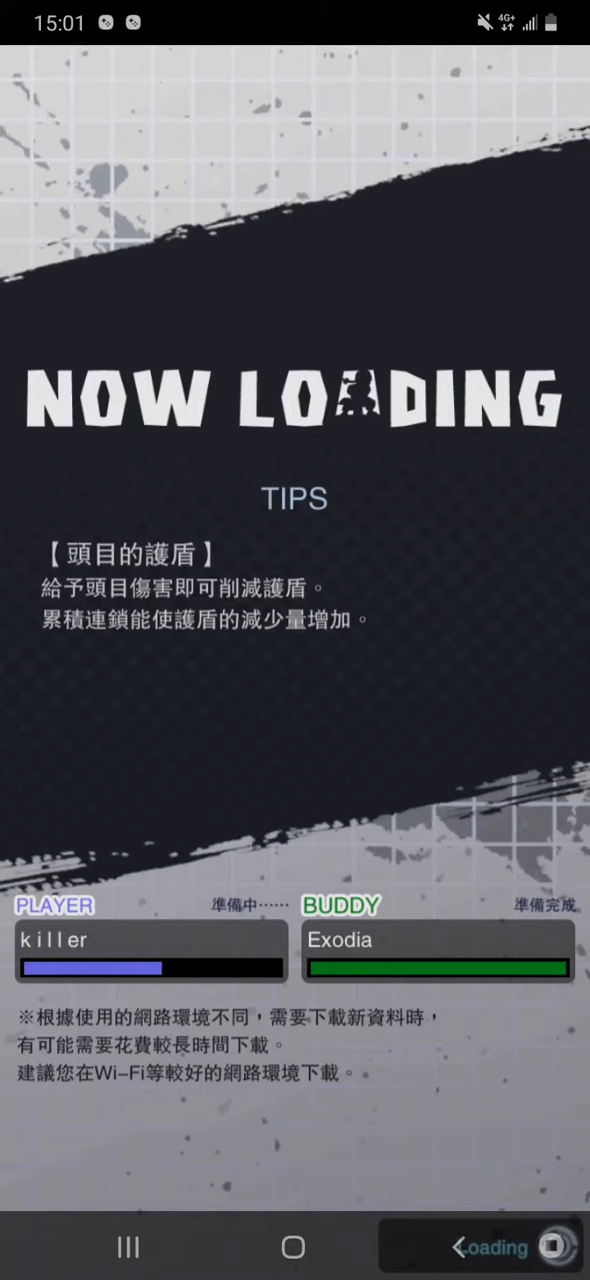 15:01
4G+
NOW LOADING
TIPS
【頭目的護盾】
給予頭目傷害即可削減護盾。
累積連鎖能使護盾的減少量增加。
PLAYER 準備中…… BUDDY 準備完成
killer Exodia
※根據使用的網路環境不同，需要下載新資料時，
有可能需要花費較長時間下載。
建議您在Wi-Fi等較好的網路環境下載。
Loading